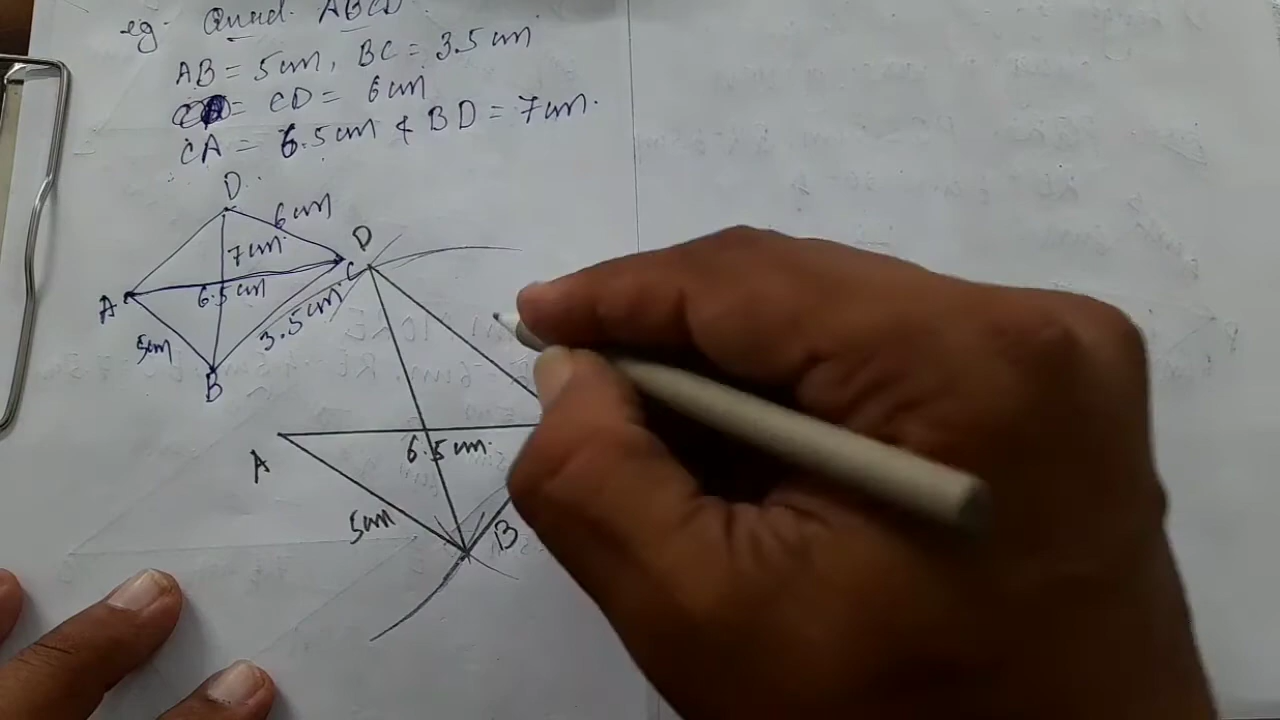 eg- Quad. ABCD.
AB = 5cm, BC = 3.5cm
= CD = 6cm
CA = 6.5cm & BD = 7cm.
D.
6cm
D
7cm
C
A
6.5cm
3.5cm
5cm
B
6.5cm.
A
5cm
B